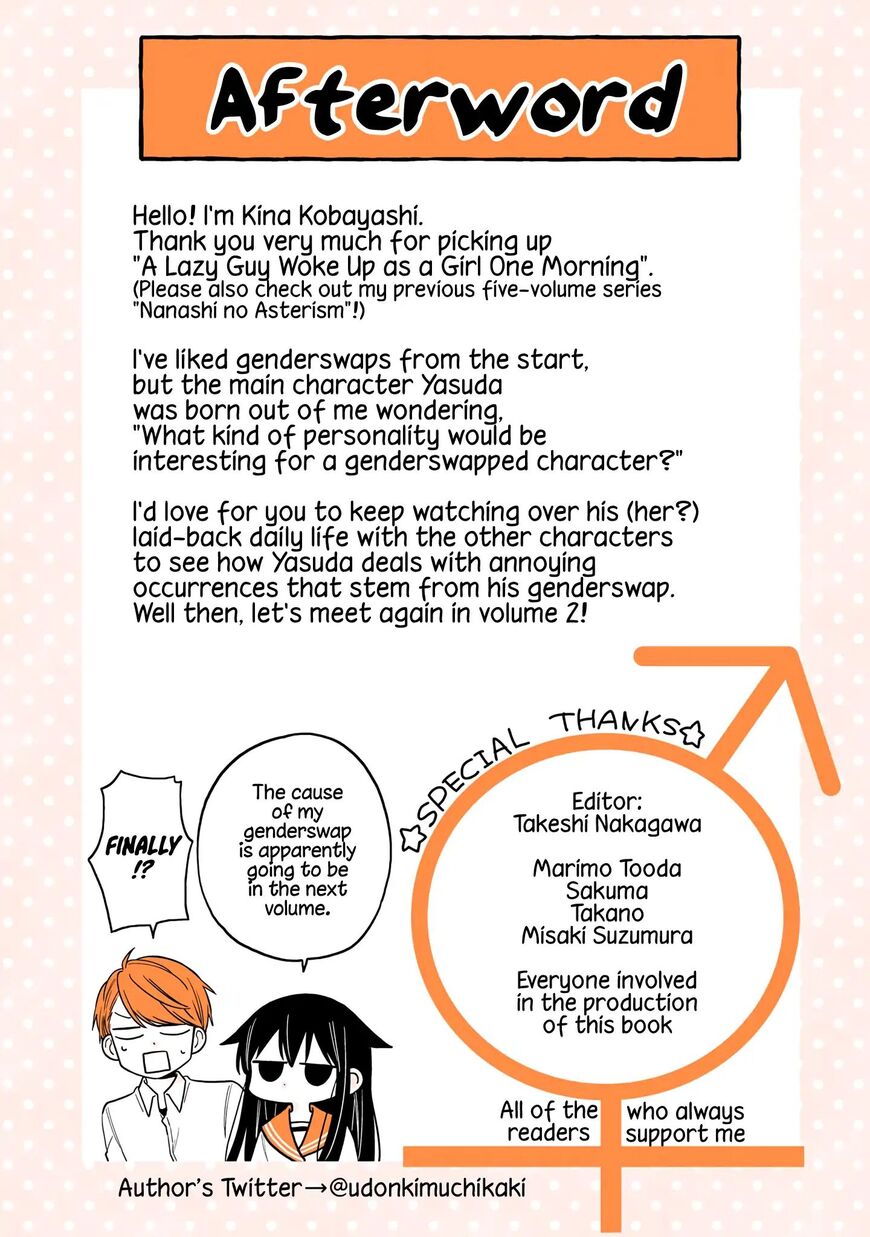 Afterword
Hello! I'm Kina Kobayashi.
Thank you very much for picking up
"A Lazy Guy Woke Up as a Girl One Morning".
(Please also check out my previous five-volume series
"Nanashi no Asterism"!)
I've liked genderswaps from the start,
but the main character Yasuda
was born out of me wondering,
"What kind of personality would be
interesting for a genderswapped character?"
I'd love for you to keep watching over his (her?)
laid-back daily life with the other characters
to see how Yasuda deals with annoying
occurrences that stem from his genderswap.
Well then, let's meet again in volume 2!
The cause
of my
genderswap
is apparently
going to be
in the next
volume.
FINALLY
!?
☆SPECIAL THANKS☆
Editor:
Takeshi Nakagawa
Marimo Tooda
Sakuma
Takano
Misaki Suzumura
Everyone involved
in the production
of this book
All of the who always
readers support me
Author's Twitter→@udonkimuchikaki